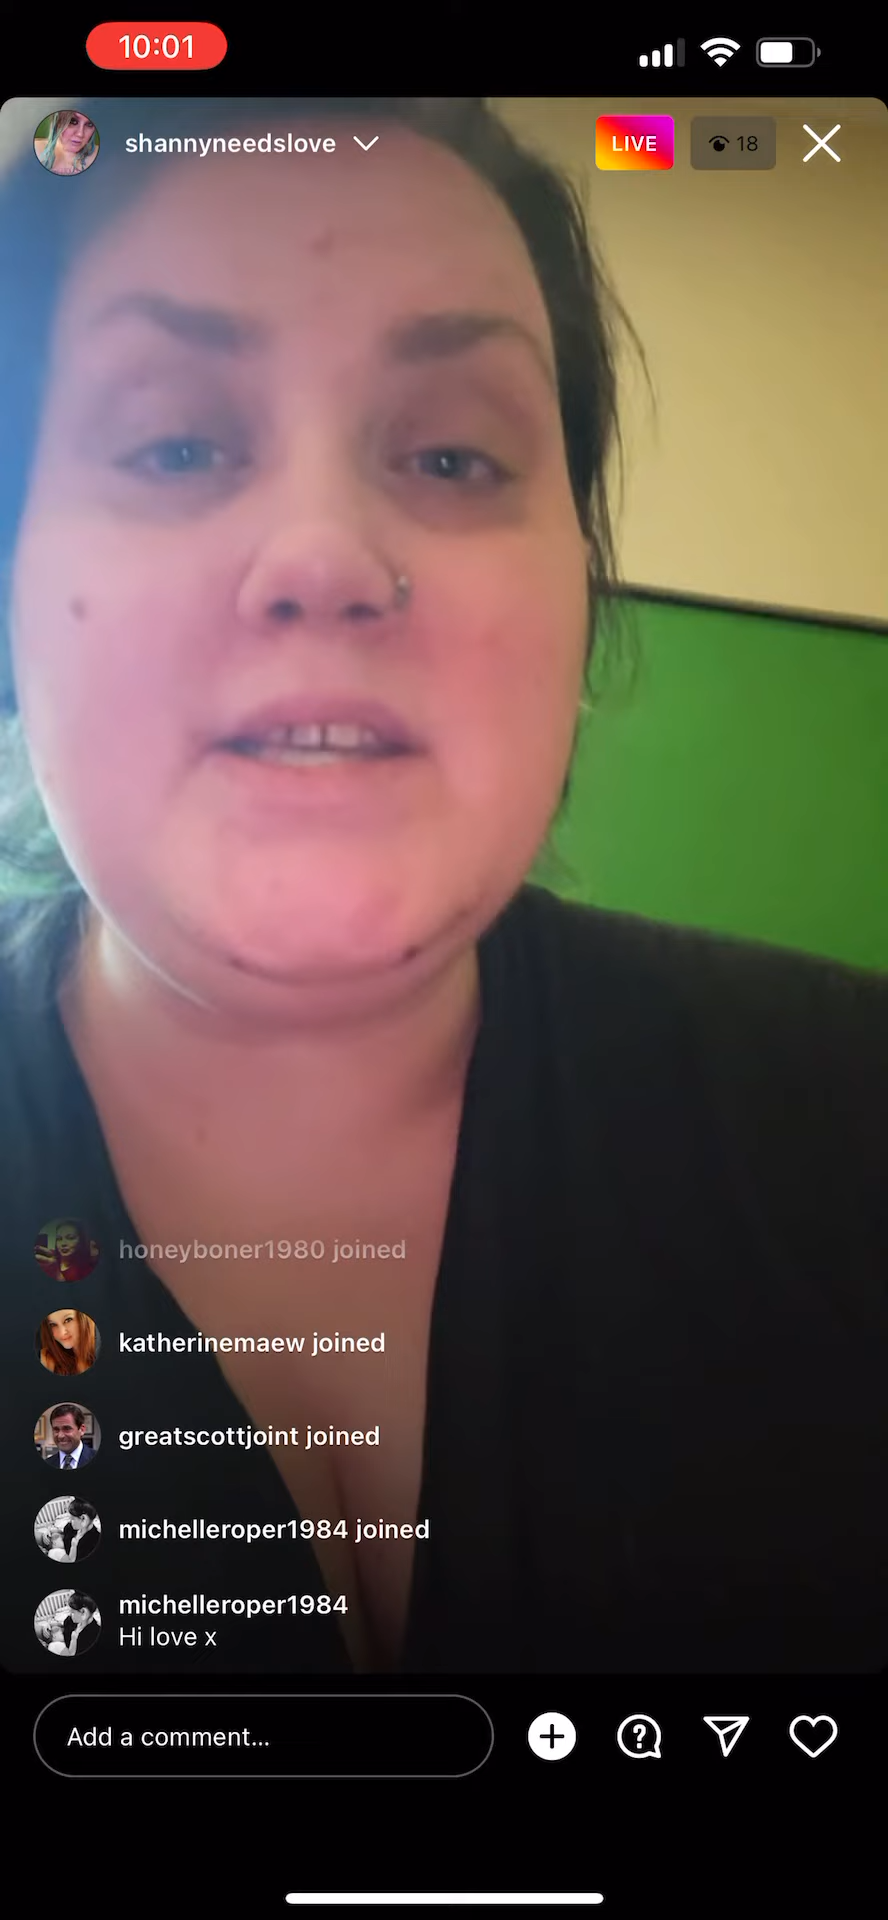 10:01
shannyneedslove
LIVE
18
honeyboner1980 joined
katherinemaew joined
greatscottjoint joined
michelleroper1984 joined
michelleroper1984
Hi love x
Add a comment...